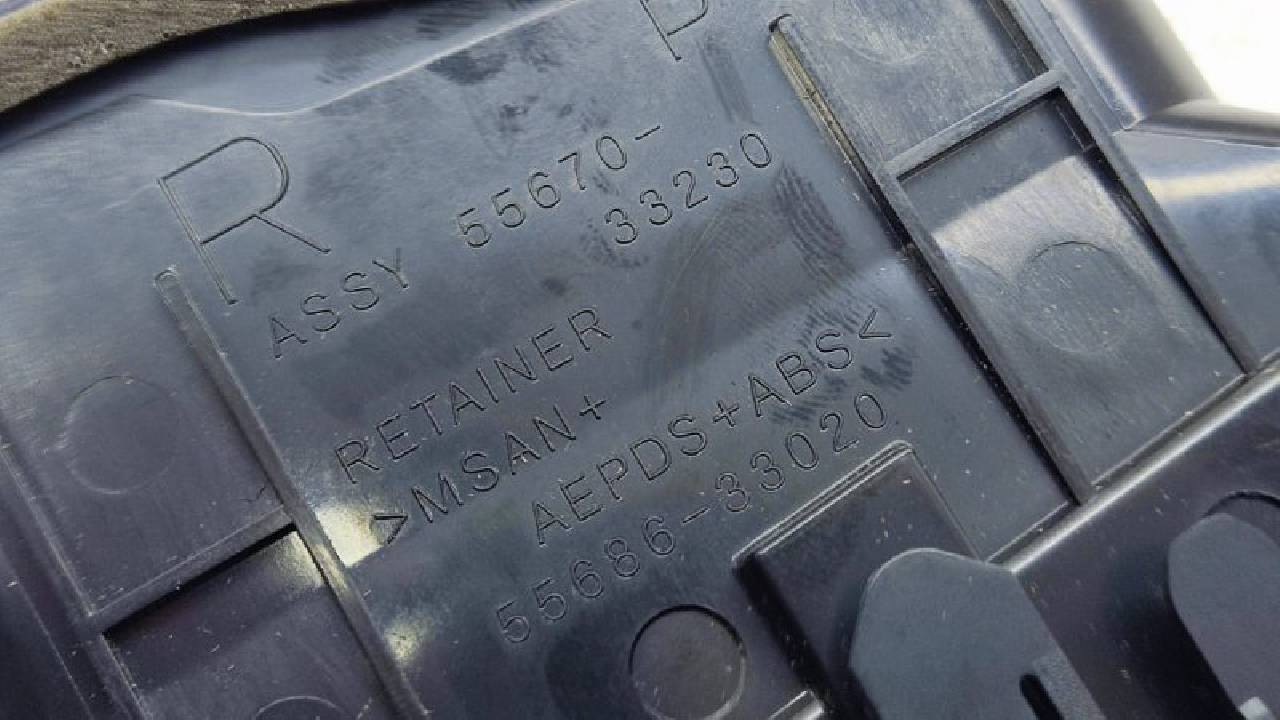 P
R
ASSY 55670-
33230
RETAINER
>MSAN+
AEPDS+ABS<
55686-33020